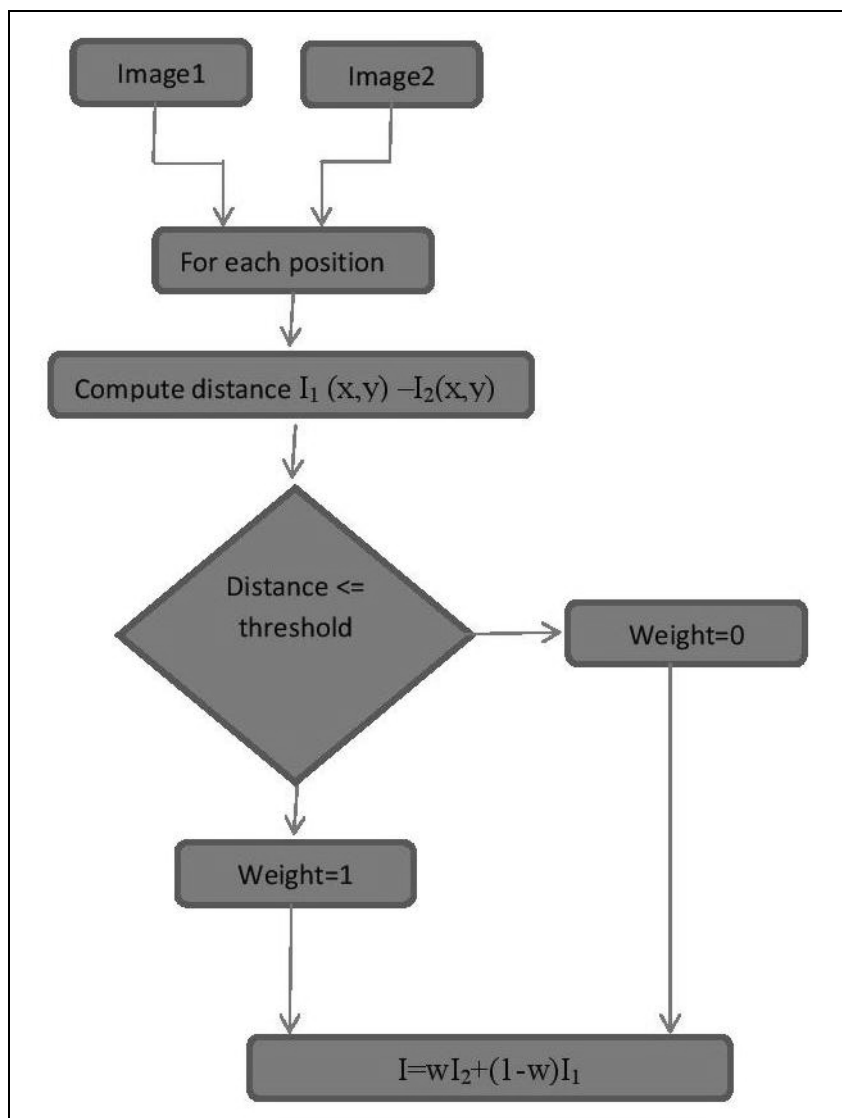 Image1
Image2
For each position
Compute distance I₁ (x,y) –I₂(x,y)
Distance <=
threshold
Weight=0
Weight=1
I=wI₂+(1-w)I₁